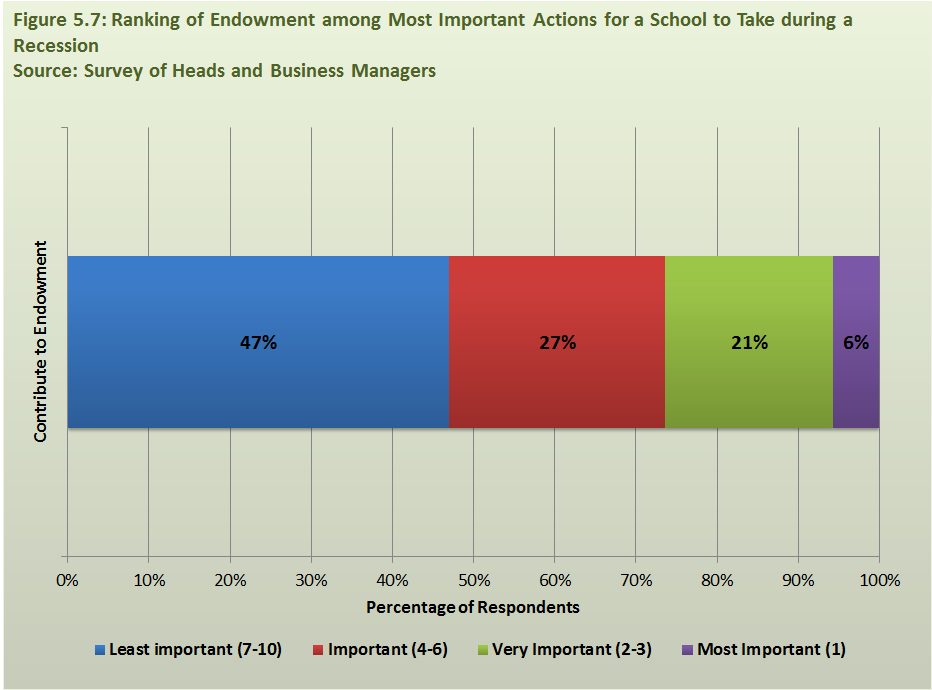 Figure 5.7: Ranking of Endowment among Most Important Actions for a School to Take during a
Recession
Source: Survey of Heads and Business Managers
Contribute to Endowment
47%
27%
21%
6%
0%
10%
20%
30%
40%
50%
60%
70%
80%
90%
100%
Percentage of Respondents
Least important (7-10)
Important (4-6)
Very Important (2-3)
Most Important (1)